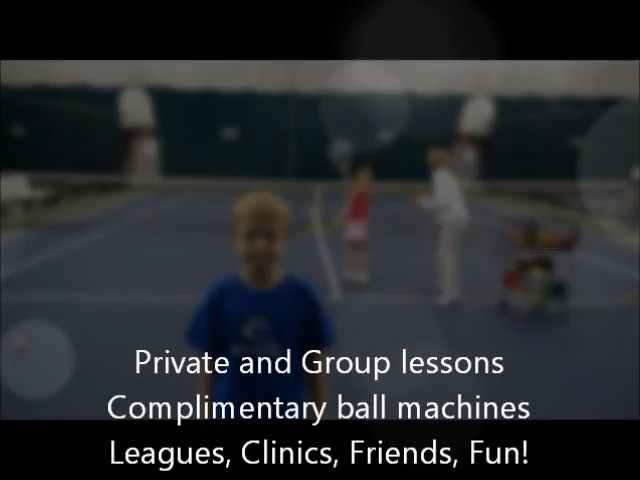 Private and Group lessons
Complimentary ball machines
Leagues, Clinics, Friends, Fun!